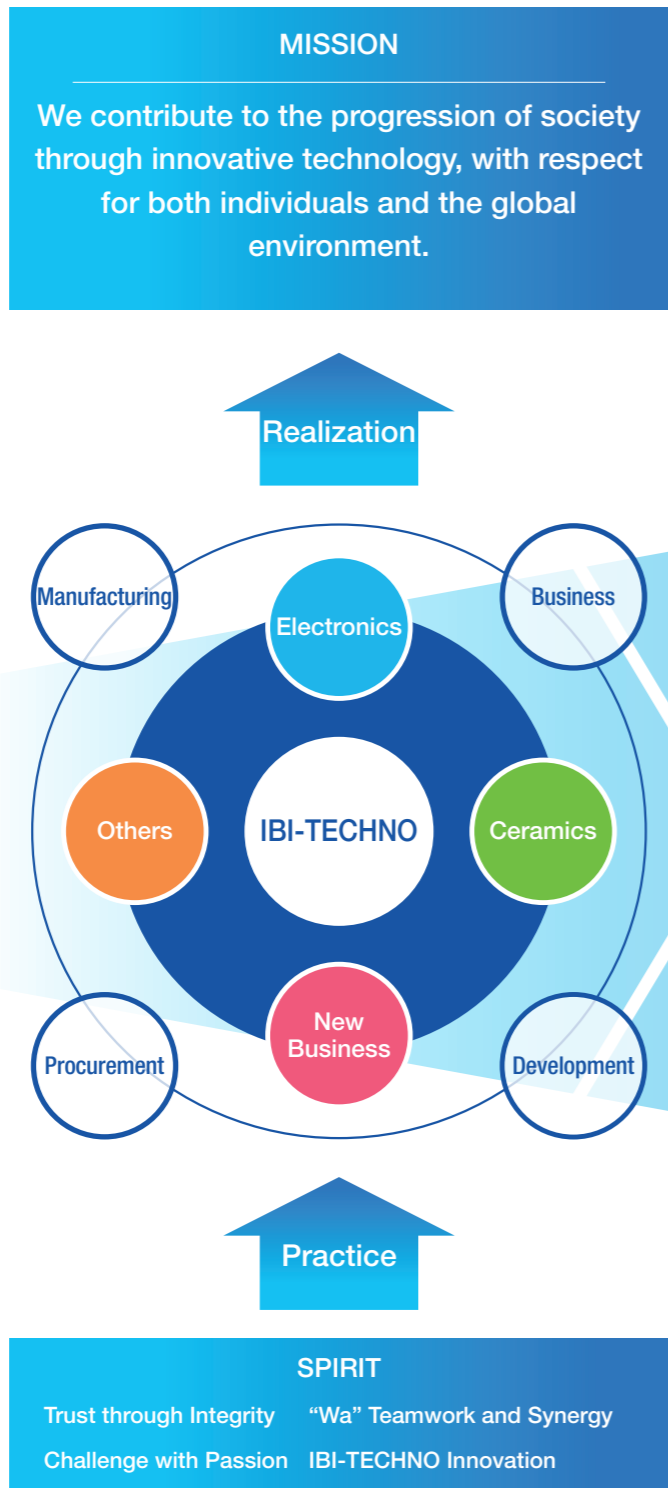 MISSION
We contribute to the progression of society
through innovative technology, with respect
for both individuals and the global
environment.
Realization
Manufacturing
Business
Electronics
Others
IBI-TECHNO
Ceramics
New
Business
Procurement
Development
Practice
SPIRIT
Trust through Integrity “Wa” Teamwork and Synergy
Challenge with Passion IBI-TECHNO Innovation